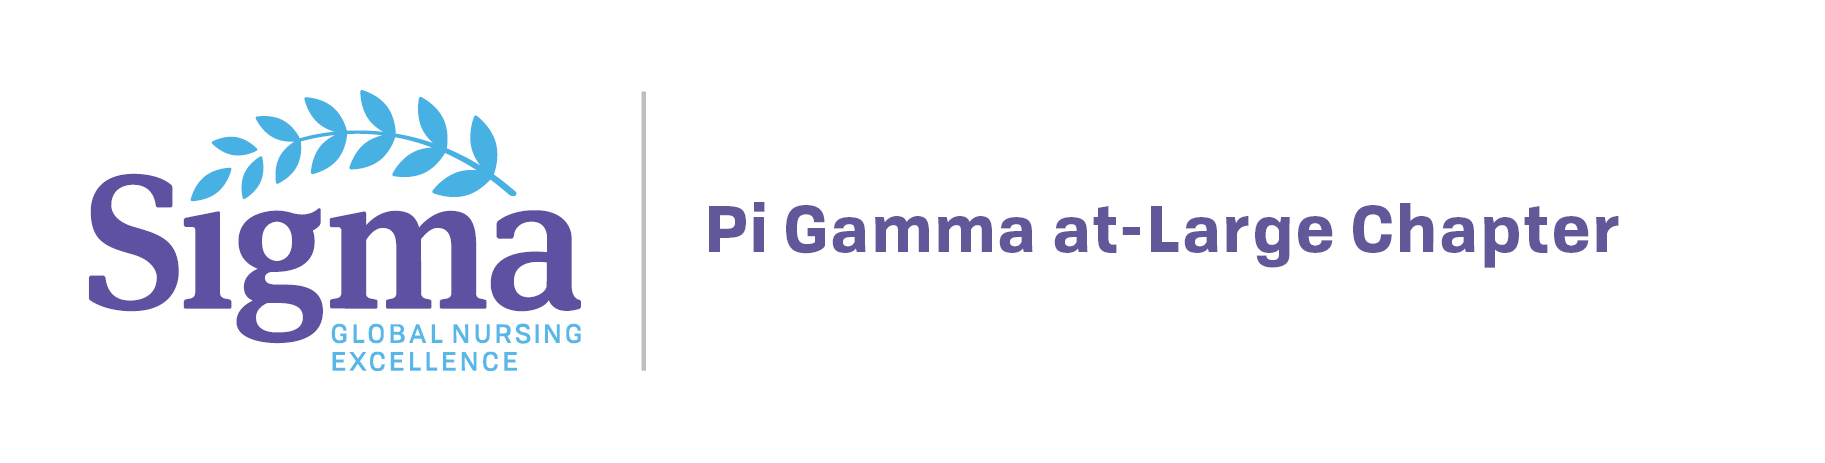 Sigma
GLOBAL NURSING
EXCELLENCE
Pi Gamma at-Large Chapter